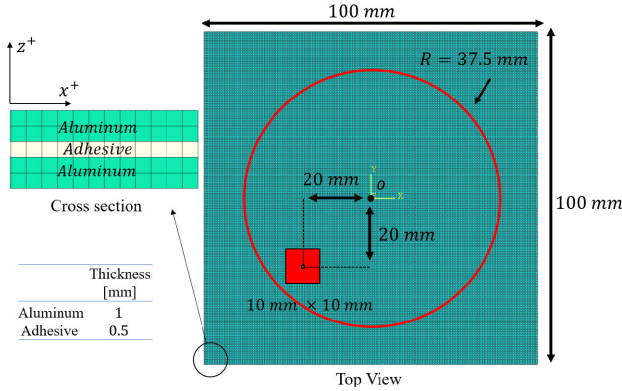 100 mm
z⁺
R = 37.5 mm
x⁺
Aluminum
Adhesive
Aluminum
Cross section
Y
O
X
20 mm
20 mm
100 mm
Thickness
[mm]
Aluminum 1
Adhesive 0.5
10 mm × 10 mm
Top View